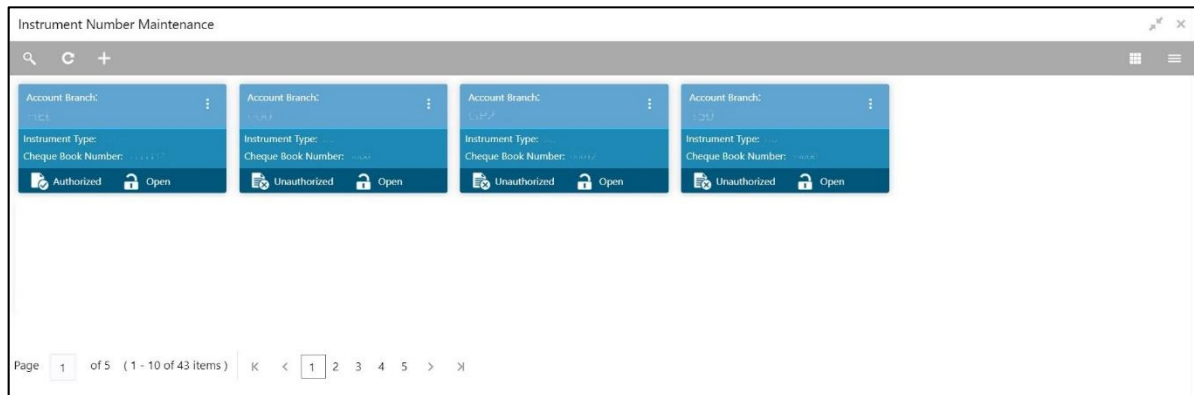 Instrument Number Maintenance
Account Branch:
Instrument Type:
Cheque Book Number:
Authorized Open
Account Branch:
Instrument Type:
Cheque Book Number:
Unauthorized Open
Account Branch:
Instrument Type:
Cheque Book Number:
Unauthorized Open
Account Branch:
Instrument Type:
Cheque Book Number:
Unauthorized Open
Page 1 of 5 ( 1 - 10 of 43 items ) 1 2 3 4 5